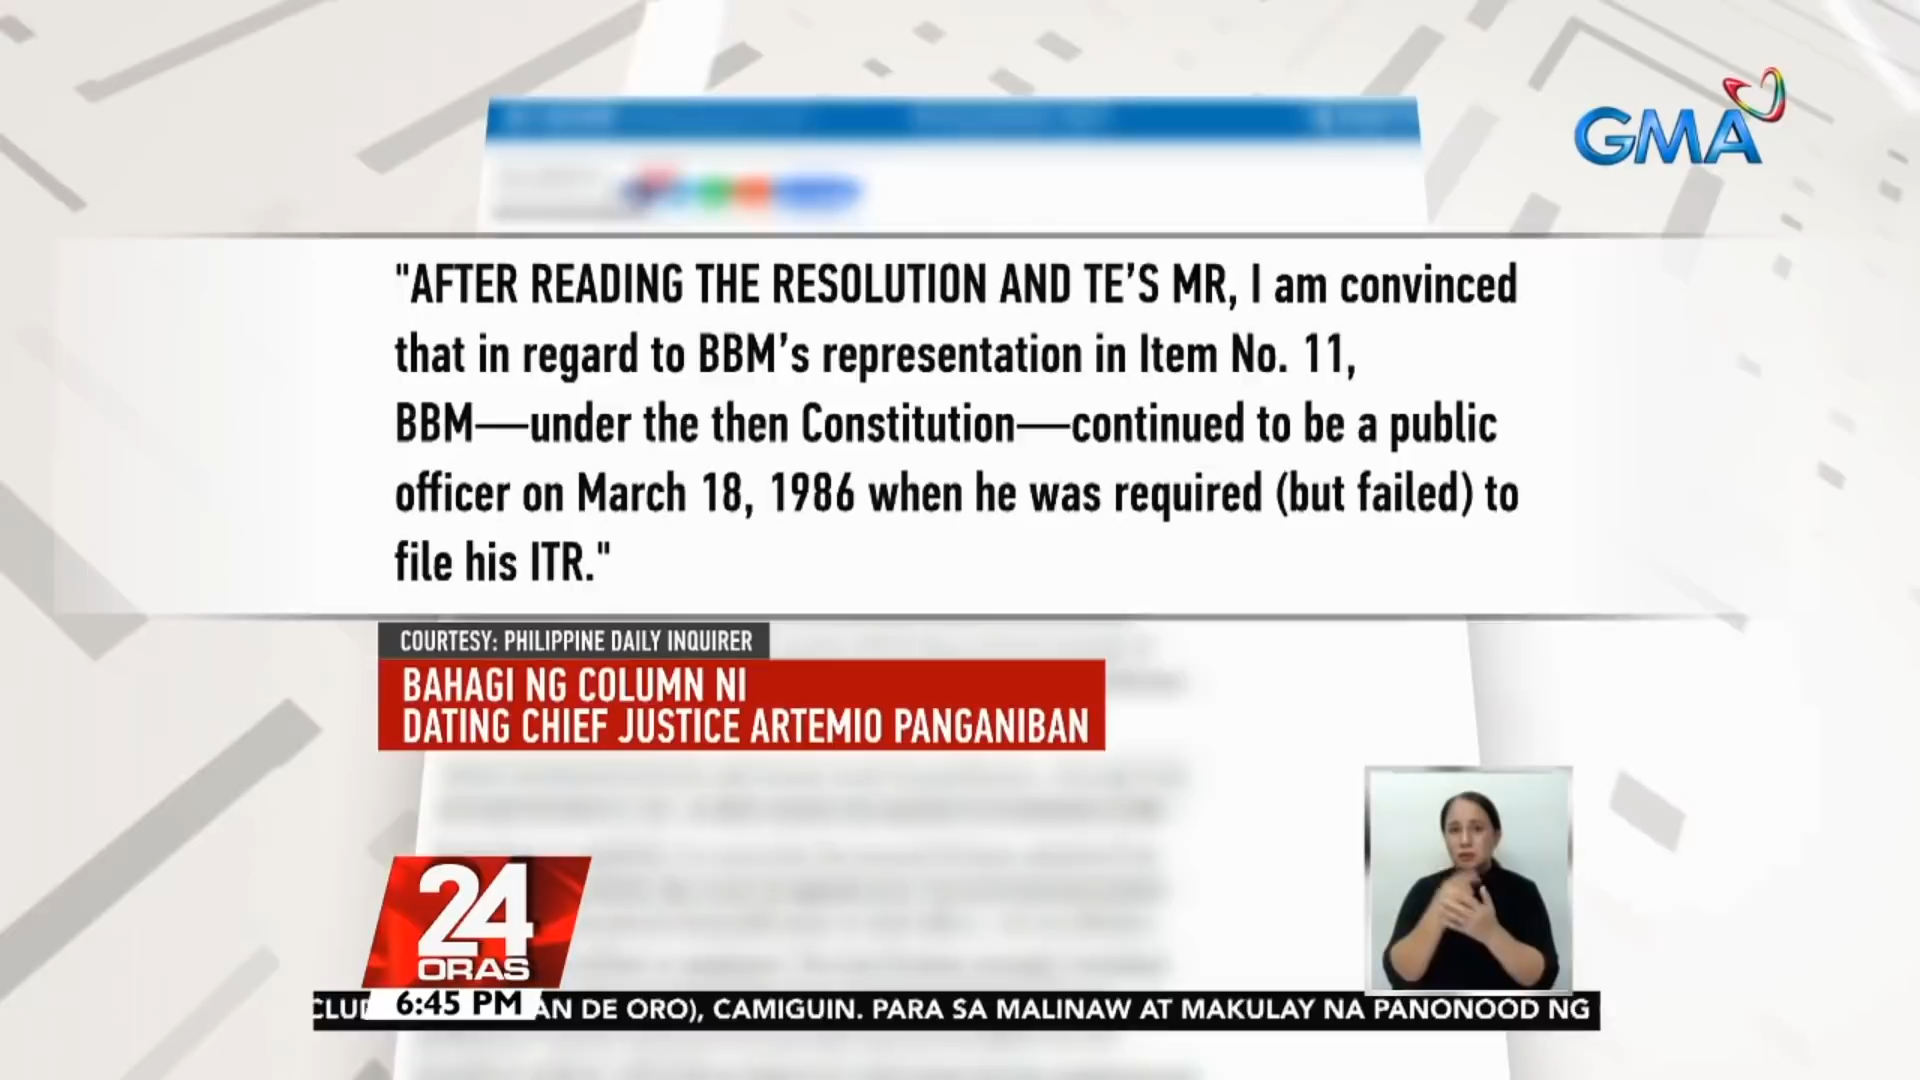 GMA
"AFTER READING THE RESOLUTION AND TE'S MR, I am convinced
that in regard to BBM's representation in Item No. 11,
BBM—under the then Constitution—continued to be a public
officer on March 18, 1986 when he was required (but failed) to
file his ITR."
COURTESY: PHILIPPINE DAILY INQUIRER
BAHAGI NG COLUMN NI
DATING CHIEF JUSTICE ARTEMIO PANGANIBAN
24
ORAS
6:45 PM
DE ORO), CAMIGUIN. PARA SA MALINAW AT MAKULAY NA PANONOOD NG